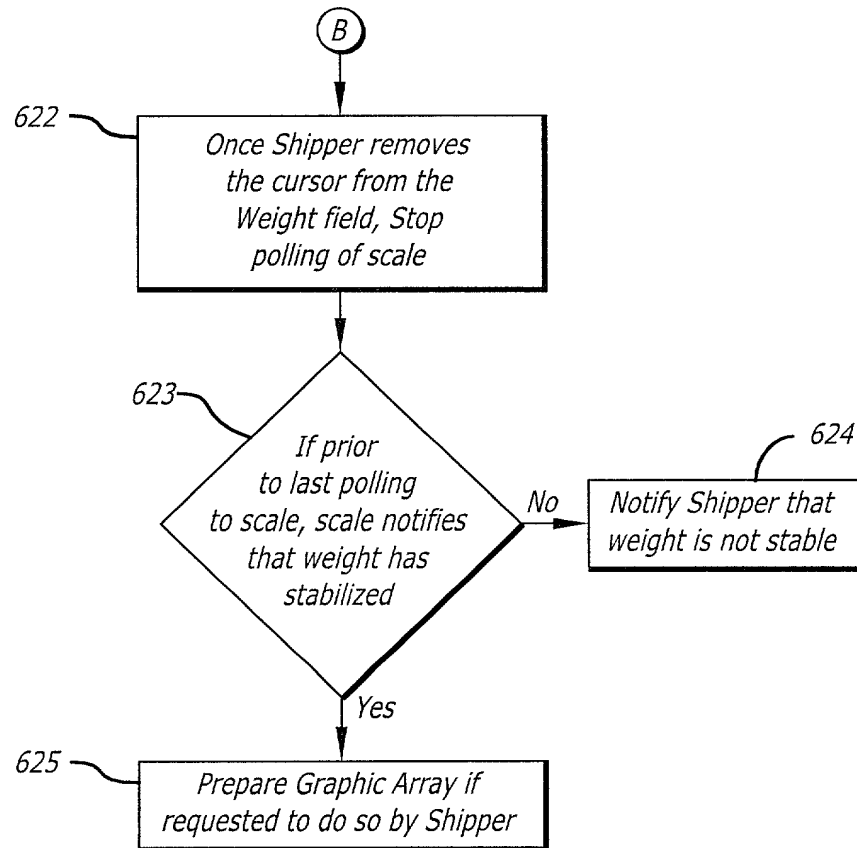 B
622
Once Shipper removes
the cursor from the
Weight field, Stop
polling of scale
623
If prior
to last polling
to scale, scale notifies
that weight has
stabilized
No
624
Notify Shipper that
weight is not stable
Yes
625
Prepare Graphic Array if
requested to do so by Shipper